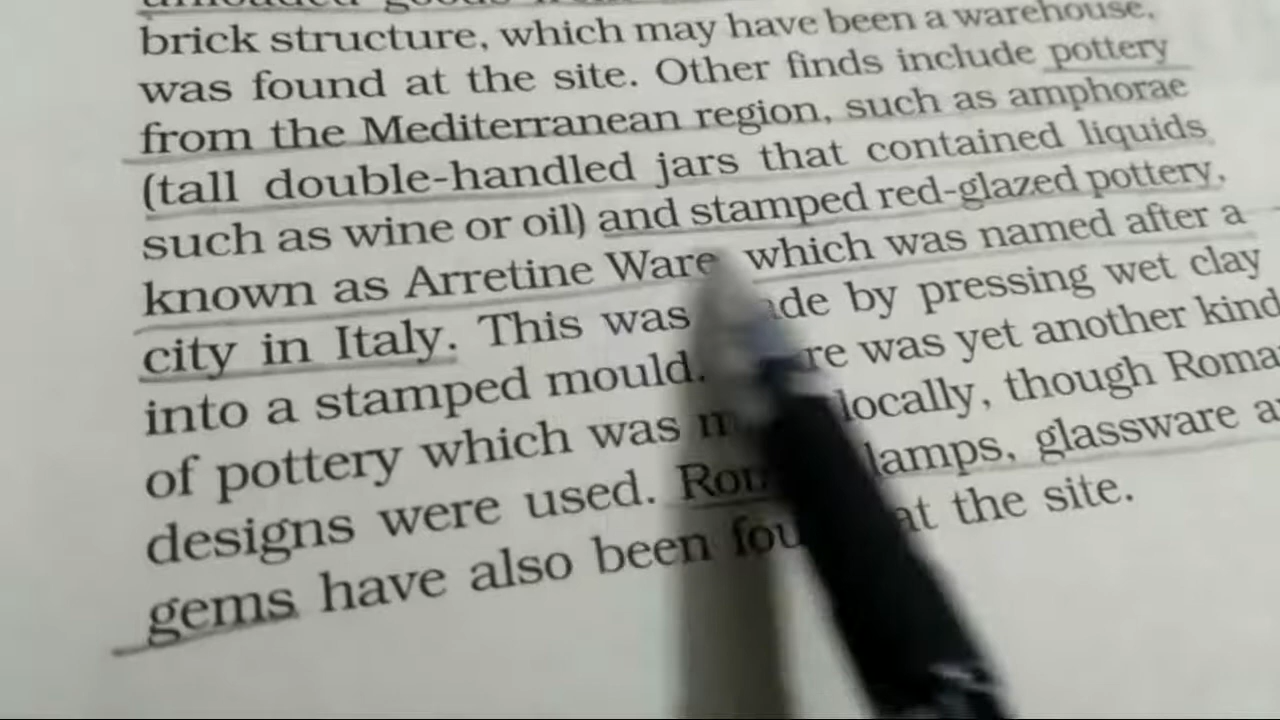 unloaded goods
brick structure, which may have been a warehouse,
was found at the site. Other finds include pottery
from the Mediterranean region, such as amphorae
(tall double-handled jars that contained liquids
such as wine or oil) and stamped red-glazed pottery,
known as Arretine Ware, which was named after a
city in Italy. This was by pressing wet clay
into a stamped mould. was yet another kind
of pottery which was locally, though
designs were used. lamps, glassware
gems have also been at the site.